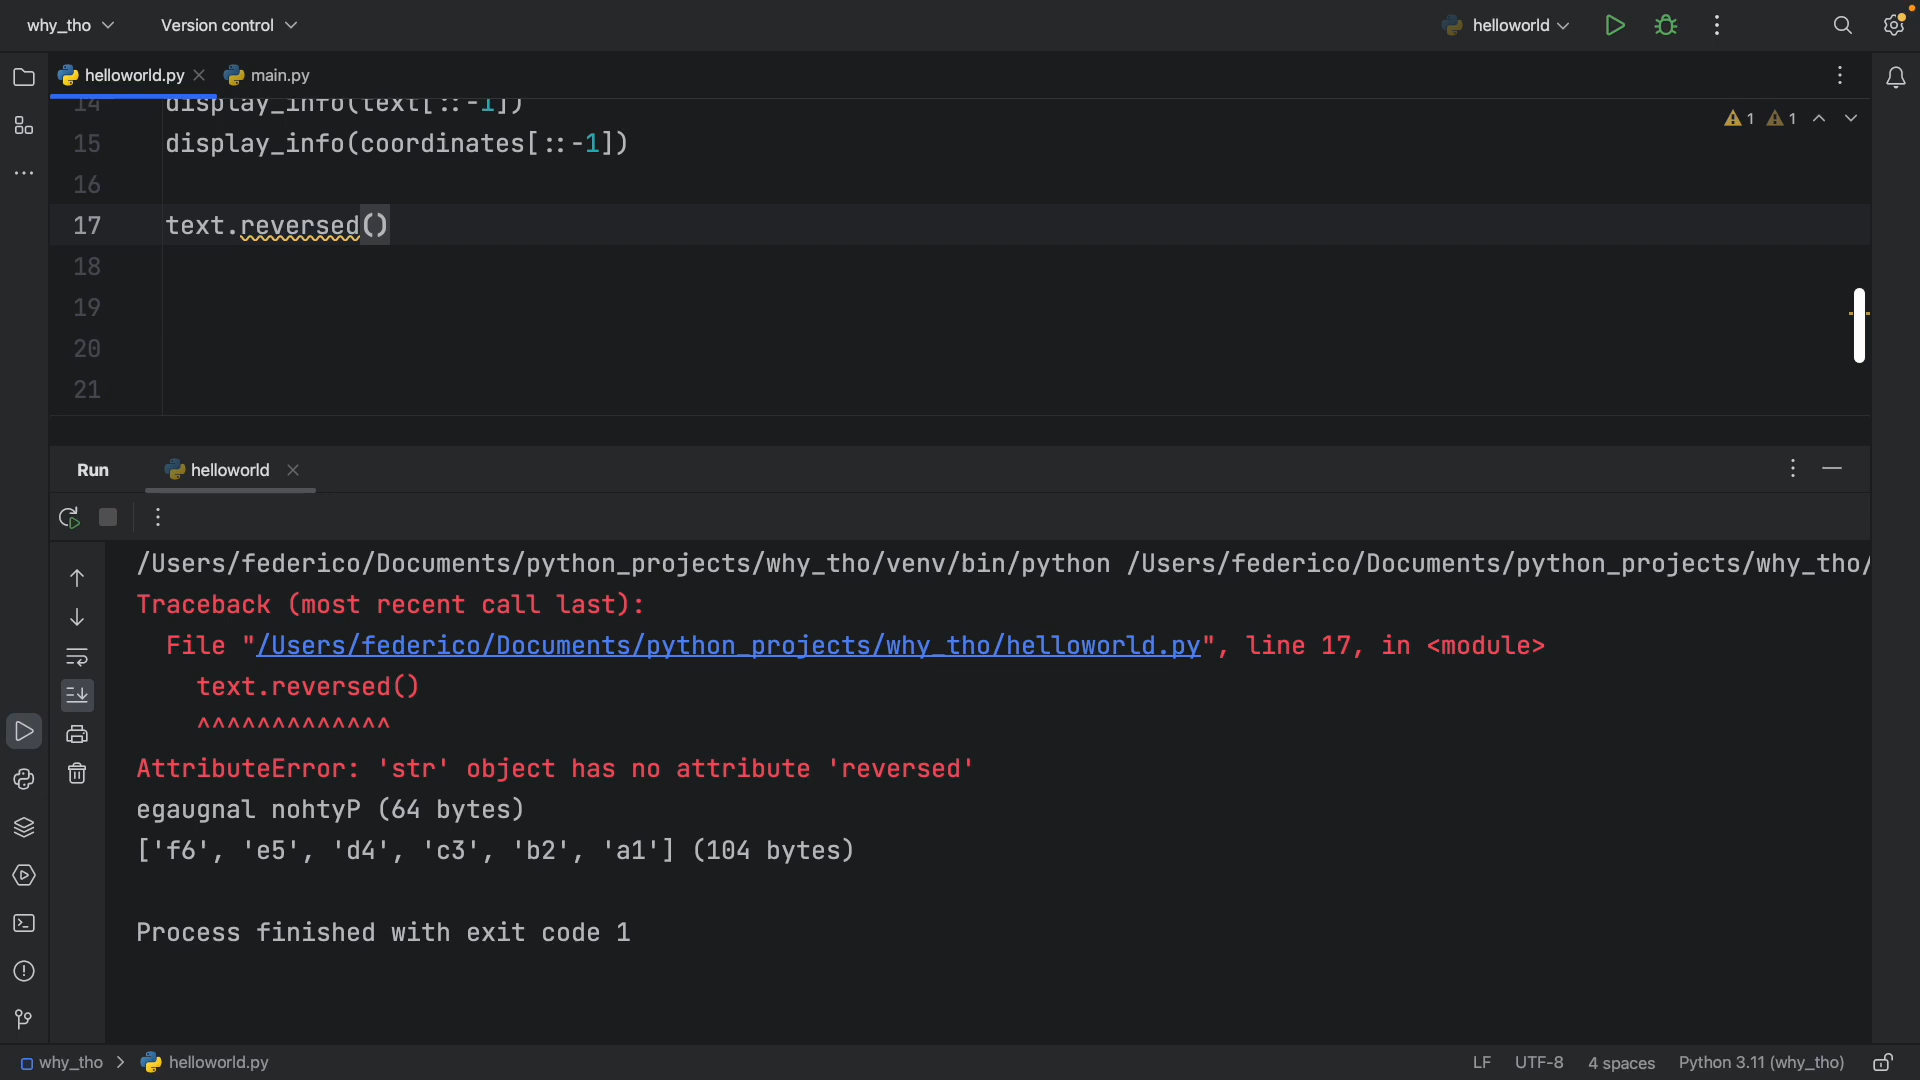 why_tho
Version control
helloworld
helloworld.py
main.py
14 display_info(text[::-1])
15 display_info(coordinates[::-1])
16
17 text.reversed()
18
19
20
21
1 1
Run
helloworld
/Users/federico/Documents/python_projects/why_tho/venv/bin/python /Users/federico/Documents/python_projects/why_tho/
Traceback (most recent call last):
File "/Users/federico/Documents/python_projects/why_tho/helloworld.py", line 17, in <module>
text.reversed()
^^^^^^^^^^^^^
AttributeError: 'str' object has no attribute 'reversed'
egaugnal nohtyP (64 bytes)
['f6', 'e5', 'd4', 'c3', 'b2', 'a1'] (104 bytes)
Process finished with exit code 1
why_tho > helloworld.py
LF UTF-8 4 spaces Python 3.11 (why_tho)